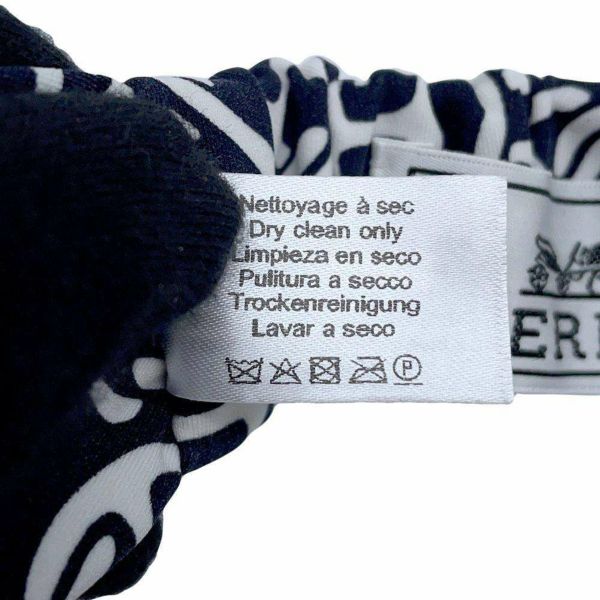 Nettoyage à sec
Dry clean only
Limpieza en seco
Pulitura a secco
Trockenreinigung
Lavar a seco
P